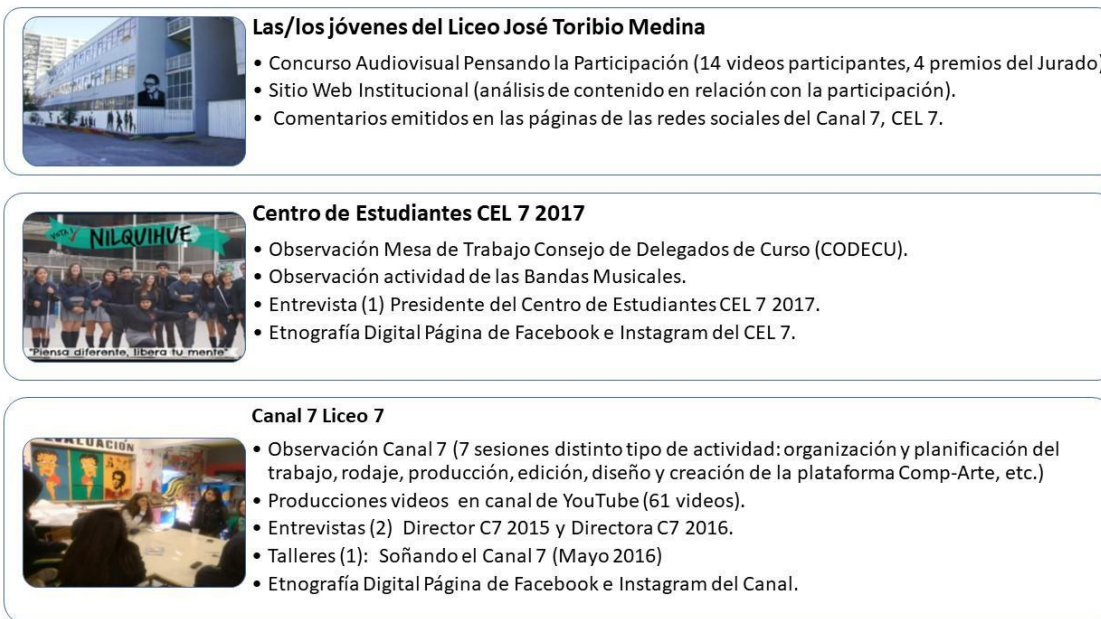 Las/los jóvenes del Liceo José Toribio Medina
• Concurso Audiovisual Pensando la Participación (14 videos participantes, 4 premios del Jurado)
• Sitio Web Institucional (análisis de contenido en relación con la participación).
• Comentarios emitidos en las páginas de las redes sociales del Canal 7, CEL 7.
Centro de Estudiantes CEL 7 2017
VOTA NILQUIHUE
• Observación Mesa de Trabajo Consejo de Delegados de Curso (CODECU).
• Observación actividad de las Bandas Musicales.
• Entrevista (1) Presidente del Centro de Estudiantes CEL 7 2017.
• Etnografía Digital Página de Facebook e Instagram del CEL 7.
"Piensa diferente, libera tu mente"
Canal 7 Liceo 7
• Observación Canal 7 (7 sesiones distinto tipo de actividad: organización y planificación del
trabajo, rodaje, producción, edición, diseño y creación de la plataforma Comp-Arte, etc.)
• Producciones videos en canal de YouTube (61 videos).
• Entrevistas (2) Director C7 2015 y Directora C7 2016.
• Talleres (1): Soñando el Canal 7 (Mayo 2016)
• Etnografía Digital Página de Facebook e Instagram del Canal.